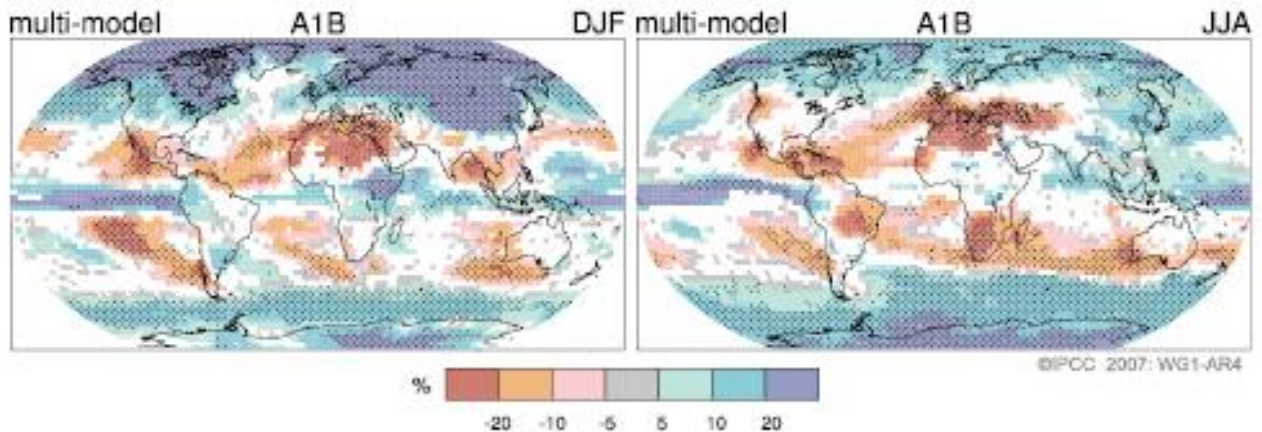 multi-model A1B DJF
multi-model A1B JJA
©IPCC 2007: WG1-AR4
%
-20 -10 -5 5 10 20